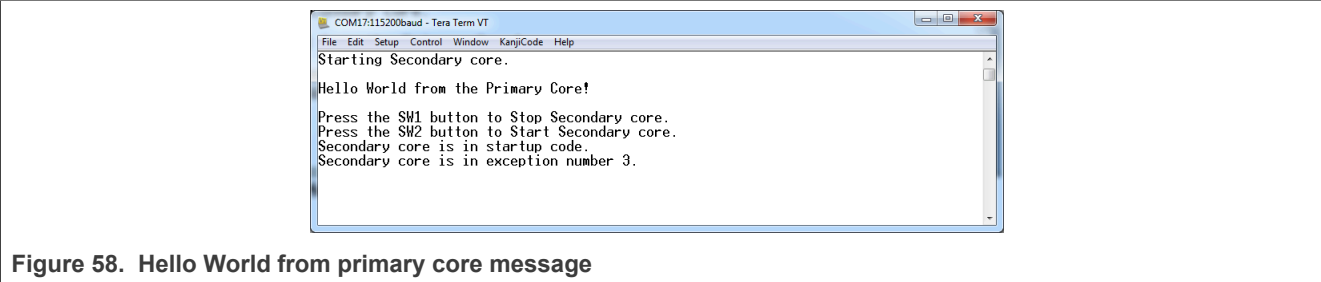 COM17:115200baud - Tera Term VT
File Edit Setup Control Window KanjiCode Help
Starting Secondary core.
Hello World from the Primary Core!
Press the SW1 button to Stop Secondary core.
Press the SW2 button to Start Secondary core.
Secondary core is in startup code.
Secondary core is in exception number 3.
Figure 58. Hello World from primary core message